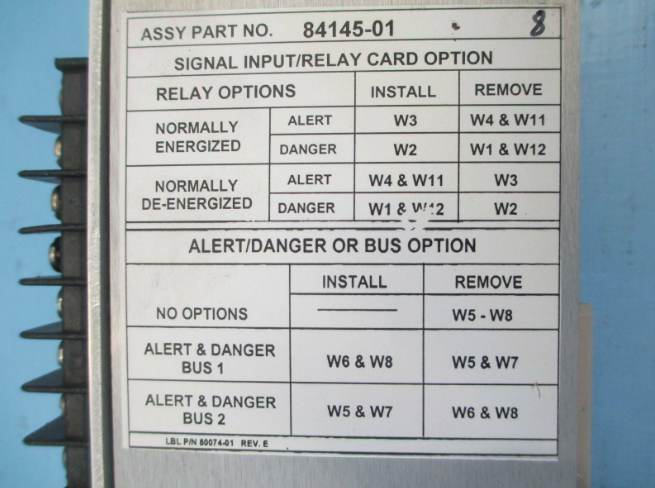 ASSY PART NO. 84145-01 8
SIGNAL INPUT/RELAY CARD OPTION
RELAY OPTIONS INSTALL REMOVE
NORMALLY ENERGIZED ALERT W3 W4 & W11
DANGER W2 W1 & W12
NORMALLY DE-ENERGIZED ALERT W4 & W11 W3
DANGER W1 & W12 W2
ALERT/DANGER OR BUS OPTION
INSTALL REMOVE
NO OPTIONS W5 - W8
ALERT & DANGER BUS 1 W6 & W8 W5 & W7
ALERT & DANGER BUS 2 W5 & W7 W6 & W8
LBL P/N 80074-01 REV. E